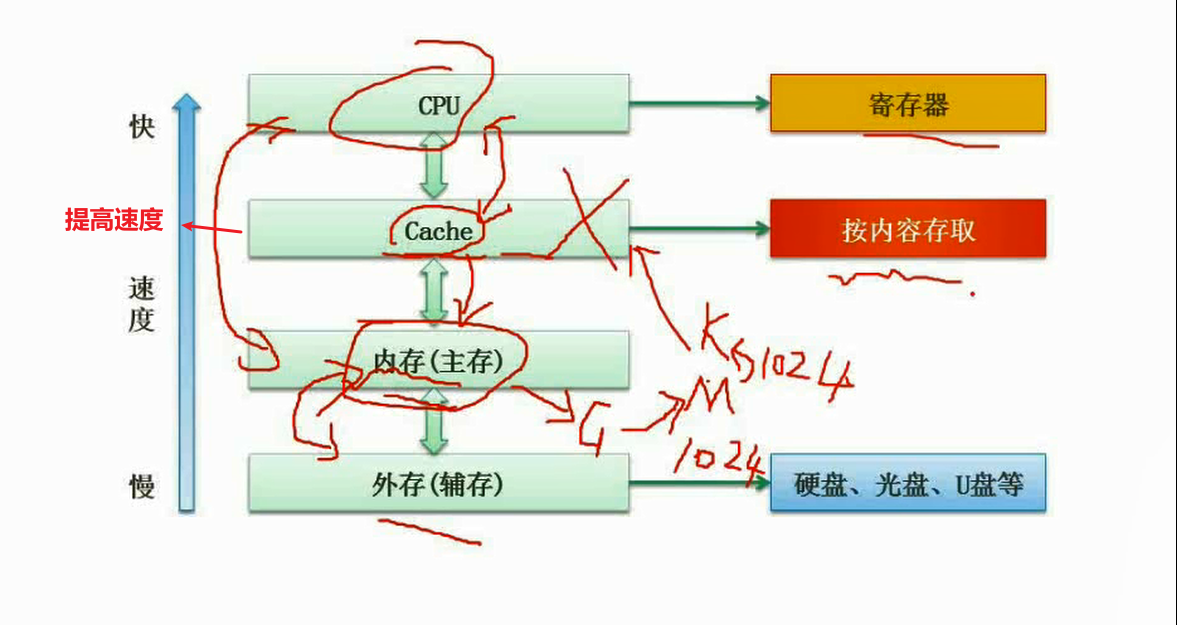 CPU
寄存器
快
提高速度
Cache
按内容存取
速
度
K
1024
内存(主存)
G
M
1024
慢
外存(辅存)
硬盘、光盘、U盘等